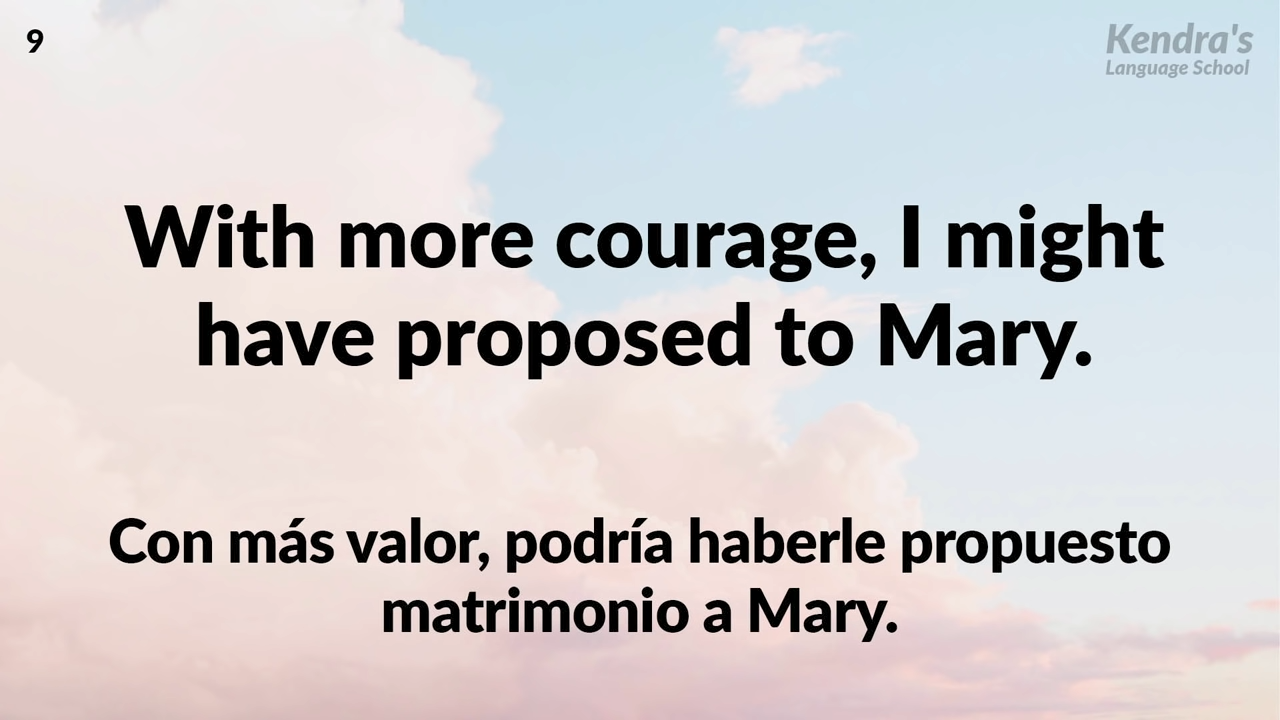 9
Kendra's
Language School
With more courage, I might
have proposed to Mary.
Con más valor, podría haberle propuesto
matrimonio a Mary.